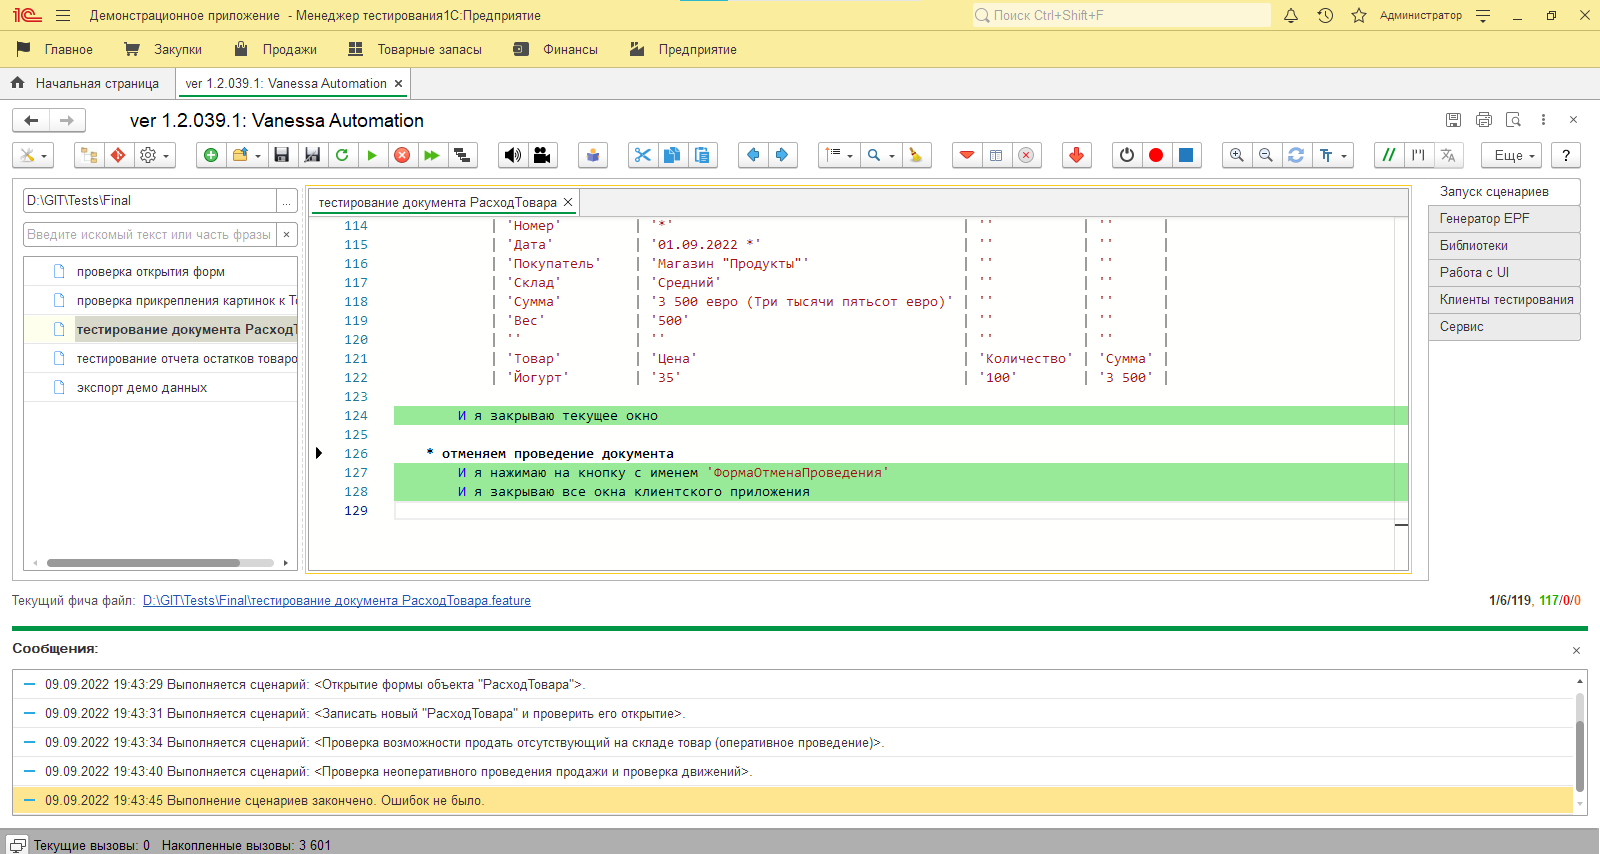 Демонстрационное приложение - Менеджер тестирования1С:Предприятие
Поиск Ctrl+Shift+F
Администратор
Главное
Закупки
Продажи
Товарные запасы
Финансы
Предприятие
Начальная страница
ver 1.2.039.1: Vanessa Automation
ver 1.2.039.1: Vanessa Automation
Еще
?
D:\GIT\Tests\Final
...
Введите искомый текст или часть фразы
проверка открытия форм
проверка прикрепления картинок к То
тестирование документа РасходТ
тестирование отчета остатков товаро
экспорт демо данных
тестирование документа РасходТовара
114 | 'Номер' | '*' | '' | '' |
115 | 'Дата' | '01.09.2022 *' | '' | '' |
116 | 'Покупатель' | 'Магазин "Продукты"' | '' | '' |
117 | 'Склад' | 'Средний' | '' | '' |
118 | 'Сумма' | '3 500 евро (Три тысячи пятьсот евро)' | '' | '' |
119 | 'Вес' | '500' | '' | '' |
120 | '' | '' | '' | '' |
121 | 'Товар' | 'Цена' | 'Количество' | 'Сумма' |
122 | 'Йогурт' | '35' | '100' | '3 500' |
123
124 И я закрываю текущее окно
125
126 * отменяем проведение документа
127 И я нажимаю на кнопку с именем 'ФормаОтменаПроведения'
128 И я закрываю все окна клиентского приложения
129
Запуск сценариев
Генератор EPF
Библиотеки
Работа с UI
Клиенты тестирования
Сервис
Текущий фича файл: D:\GIT\Tests\Final\тестирование документа РасходТовара.feature
1/6/119, 117/0/0
Сообщения:
09.09.2022 19:43:29 Выполняется сценарий: <Открытие формы объекта "РасходТовара">.
09.09.2022 19:43:31 Выполняется сценарий: <Записать новый "РасходТовара" и проверить его открытие>.
09.09.2022 19:43:34 Выполняется сценарий: <Проверка возможности продать отсутствующий на складе товар (оперативное проведение)>.
09.09.2022 19:43:40 Выполняется сценарий: <Проверка неоперативного проведения продажи и проверка движений>.
09.09.2022 19:43:45 Выполнение сценариев закончено. Ошибок не было.
Текущие вызовы: 0 Накопленные вызовы: 3 601